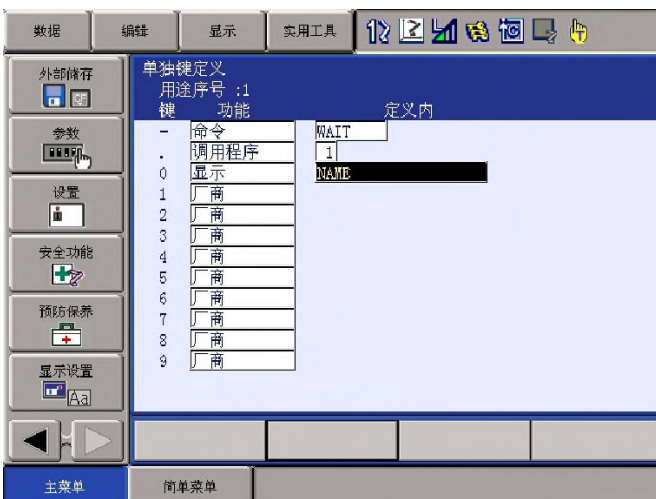 数据 编辑 显示 实用工具
外部储存
CF
参数
设置
安全功能
预防保养
显示设置
Aa
单独键定义
用途序号 :1
键 功能 定义内
- 命令 WAIT
. 调用程序 1
0 显示 NAME
1 厂商
2 厂商
3 厂商
4 厂商
5 厂商
6 厂商
7 厂商
8 厂商
9 厂商
主菜单 简单菜单